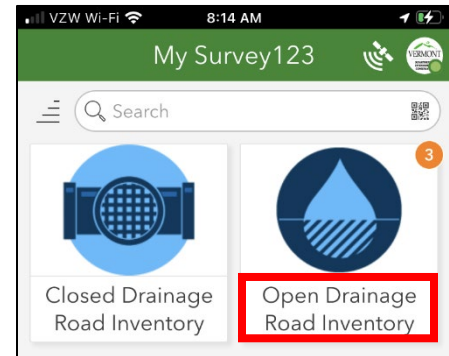 VZW Wi-Fi 8:14 AM
My Survey123
VERMONT
Search
3
Closed Drainage Open Drainage
Road Inventory Road Inventory